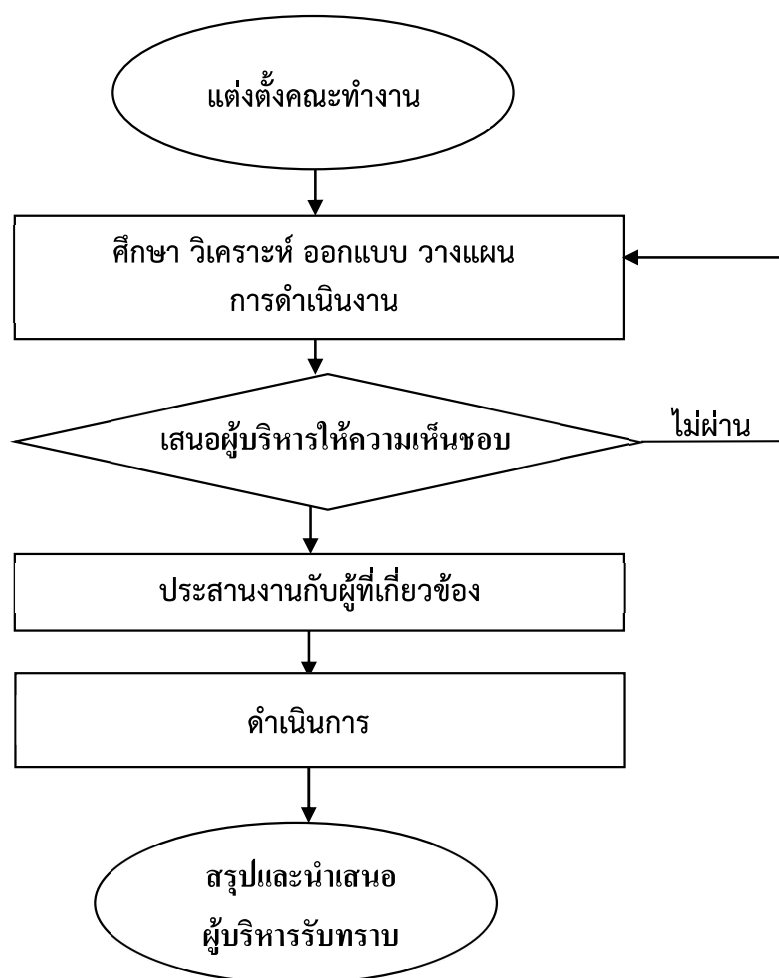 แต่งตั้งคณะทำงาน
ศึกษา วิเคราะห์ ออกแบบ วางแผน
การดำเนินงาน
เสนอผู้บริหารให้ความเห็นชอบ
ไม่ผ่าน
ประสานงานกับผู้ที่เกี่ยวข้อง
ดำเนินการ
สรุปและนำเสนอ
ผู้บริหารรับทราบ